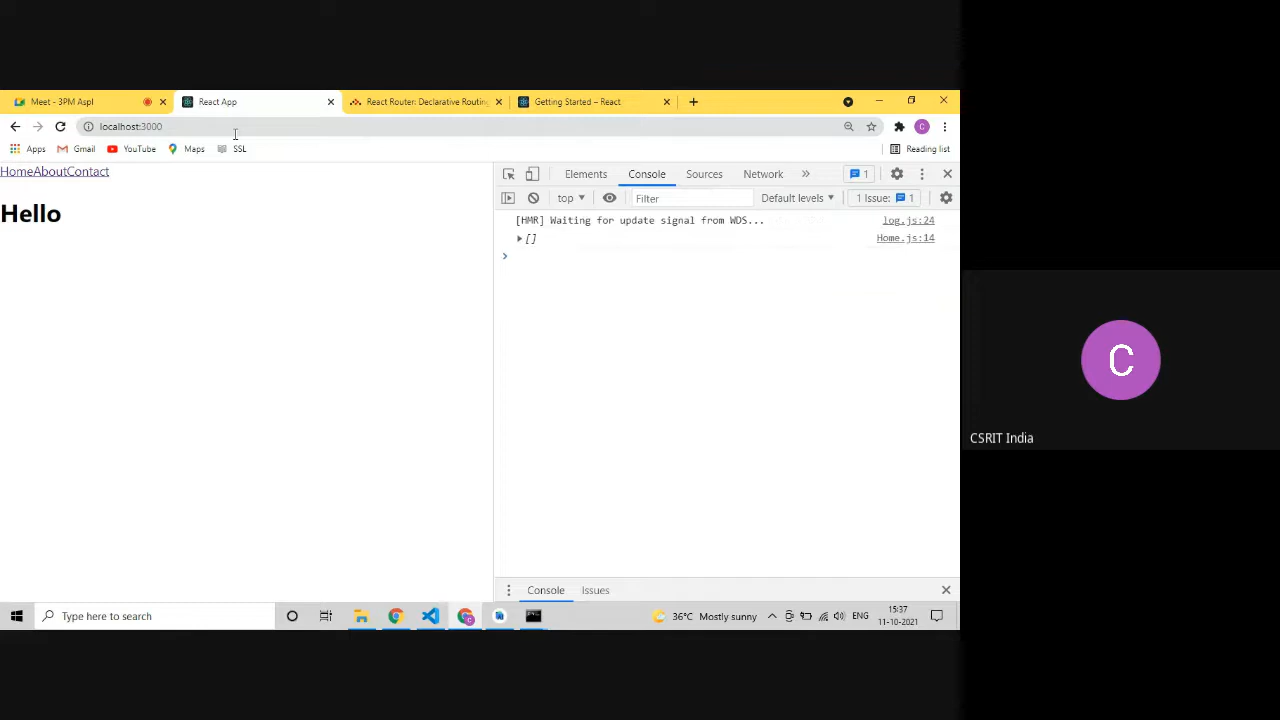 Meet - 3PM Aspl
React App
React Router: Declarative Routin
Getting Started – React
localhost:3000
Apps
Gmail
YouTube
Maps
SSL
Reading list
HomeAboutContact
Hello
Elements
Console
Sources
Network
»
1
top
Filter
Default levels
1 Issue:
1
[HMR] Waiting for update signal from WDS...
log.js:24
[]
Home.js:14
Console
Issues
Type here to search
36°C Mostly sunny
ENG
15:37
11-10-2021
C
CSRIT India